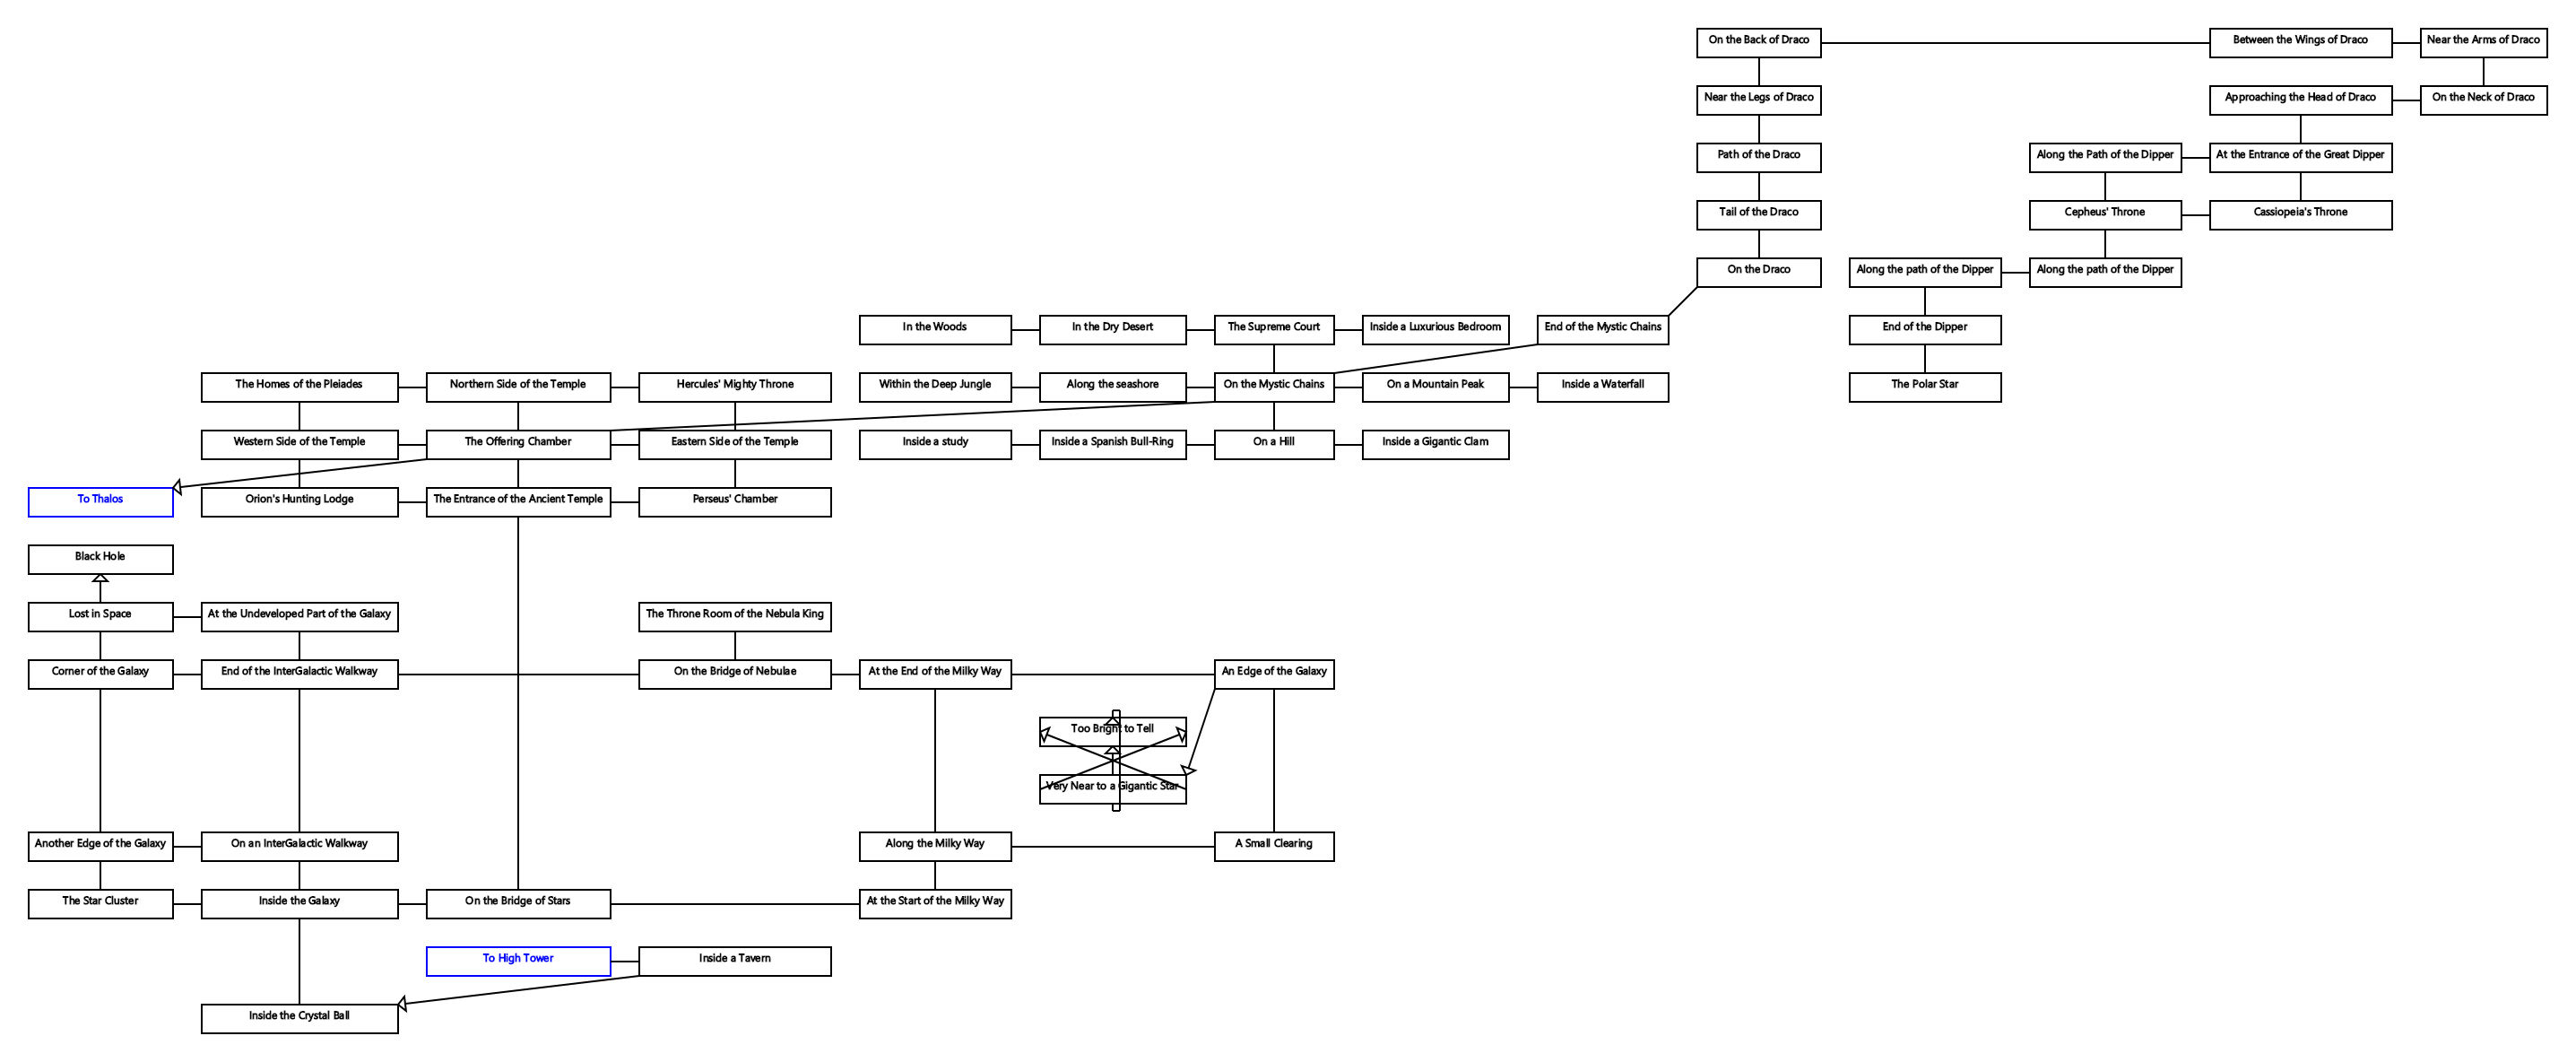 On the Back of Draco
Between the Wings of Draco
Near the Arms of Draco
Near the Legs of Draco
Approaching the Head of Draco
On the Neck of Draco
Path of the Draco
Along the Path of the Dipper
At the Entrance of the Great Dipper
Tail of the Draco
Cepheus' Throne
Cassiopeia's Throne
On the Draco
Along the path of the Dipper
Along the path of the Dipper
In the Woods
In the Dry Desert
The Supreme Court
Inside a Luxurious Bedroom
End of the Mystic Chains
End of the Dipper
The Homes of the Pleiades
Northern Side of the Temple
Hercules' Mighty Throne
Within the Deep Jungle
Along the seashore
On the Mystic Chains
On a Mountain Peak
Inside a Waterfall
The Polar Star
Western Side of the Temple
The Offering Chamber
Eastern Side of the Temple
Inside a study
Inside a Spanish Bull-Ring
On a Hill
Inside a Gigantic Clam
To Thalos
Orion's Hunting Lodge
The Entrance of the Ancient Temple
Perseus' Chamber
Black Hole
Lost in Space
At the Undeveloped Part of the Galaxy
The Throne Room of the Nebula King
Corner of the Galaxy
End of the InterGalactic Walkway
On the Bridge of Nebulae
At the End of the Milky Way
An Edge of the Galaxy
Too Bright to Tell
Very Near to a Gigantic Star
Another Edge of the Galaxy
On an InterGalactic Walkway
Along the Milky Way
A Small Clearing
The Star Cluster
Inside the Galaxy
On the Bridge of Stars
At the Start of the Milky Way
To High Tower
Inside a Tavern
Inside the Crystal Ball